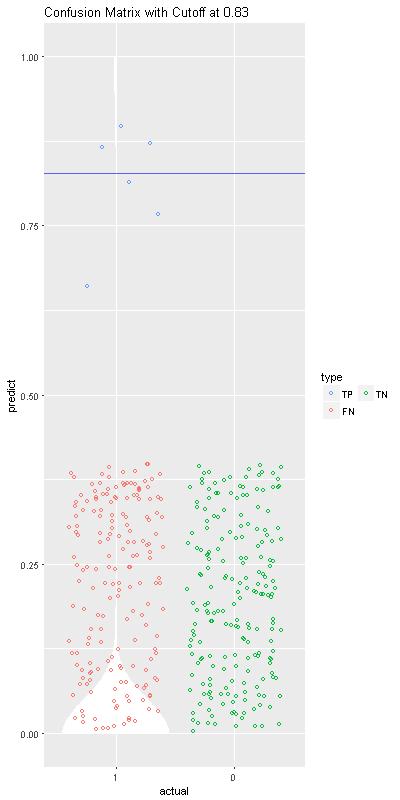 Confusion Matrix with Cutoff at 0.83
1.00
0.75
0.50
0.25
0.00
predict
1
0
actual
type
TP
TN
FN